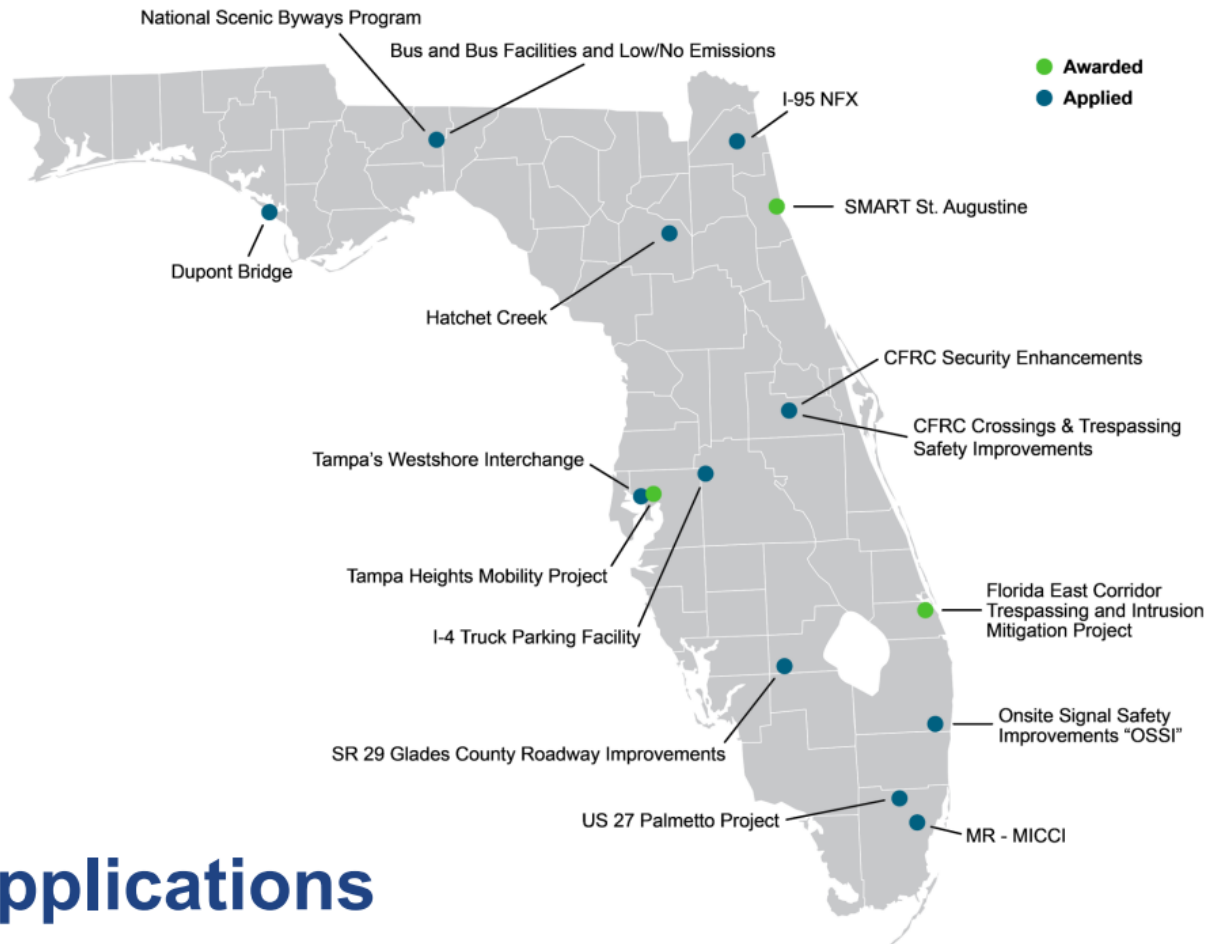 National Scenic Byways Program
Bus and Bus Facilities and Low/No Emissions
Awarded
Applied
I-95 NFX
SMART St. Augustine
Dupont Bridge
Hatchet Creek
CFRC Security Enhancements
CFRC Crossings & Trespassing
Safety Improvements
Tampa's Westshore Interchange
Tampa Heights Mobility Project
I-4 Truck Parking Facility
Florida East Corridor
Trespassing and Intrusion
Mitigation Project
SR 29 Glades County Roadway Improvements
Onsite Signal Safety
Improvements “OSSI”
US 27 Palmetto Project
MR - MICCI
pplications